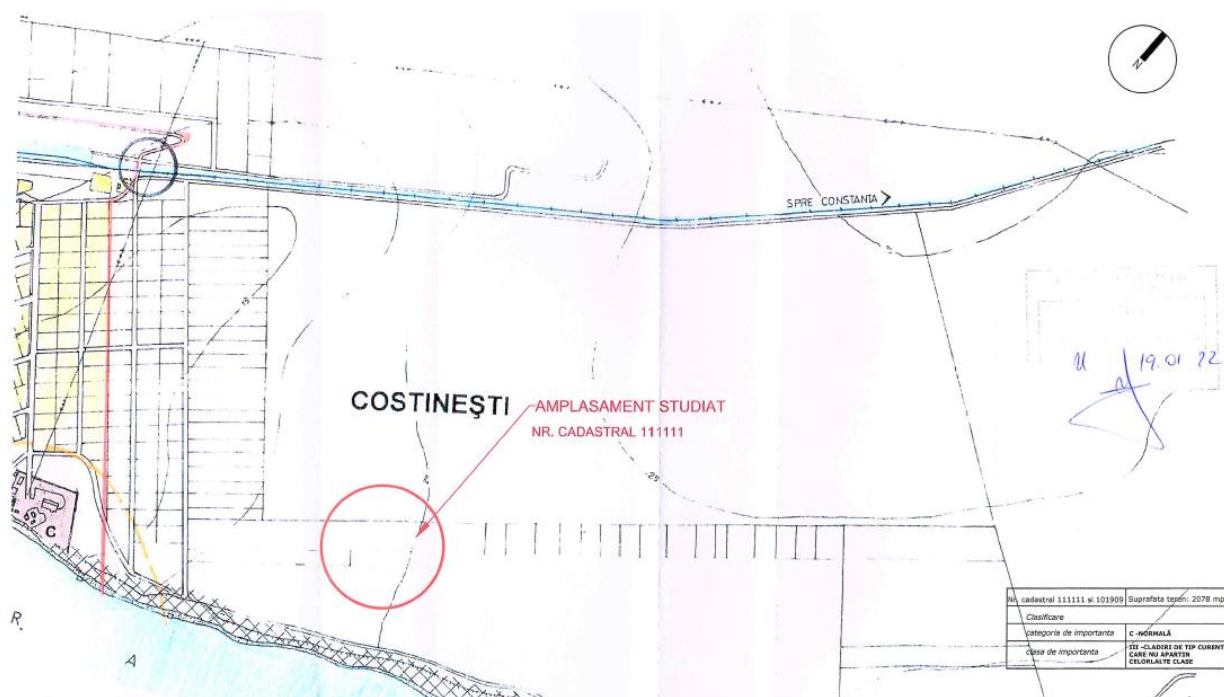 N
SPRE CONSTANTA
19
19.01 22
COSTINEŞTI
AMPLASAMENT STUDIAT
NR. CADASTRAL 111111
25
C
R.
A
Nr. cadastral 111111 si 101909
Suprafata teren: 2078 mp
Clasificare
categoria de importanta
C -NORMALĂ
clasa de importanta
III -CLADIRI DE TIP CURENT
CARE NU APARTIN
CELORLALTE CLASE